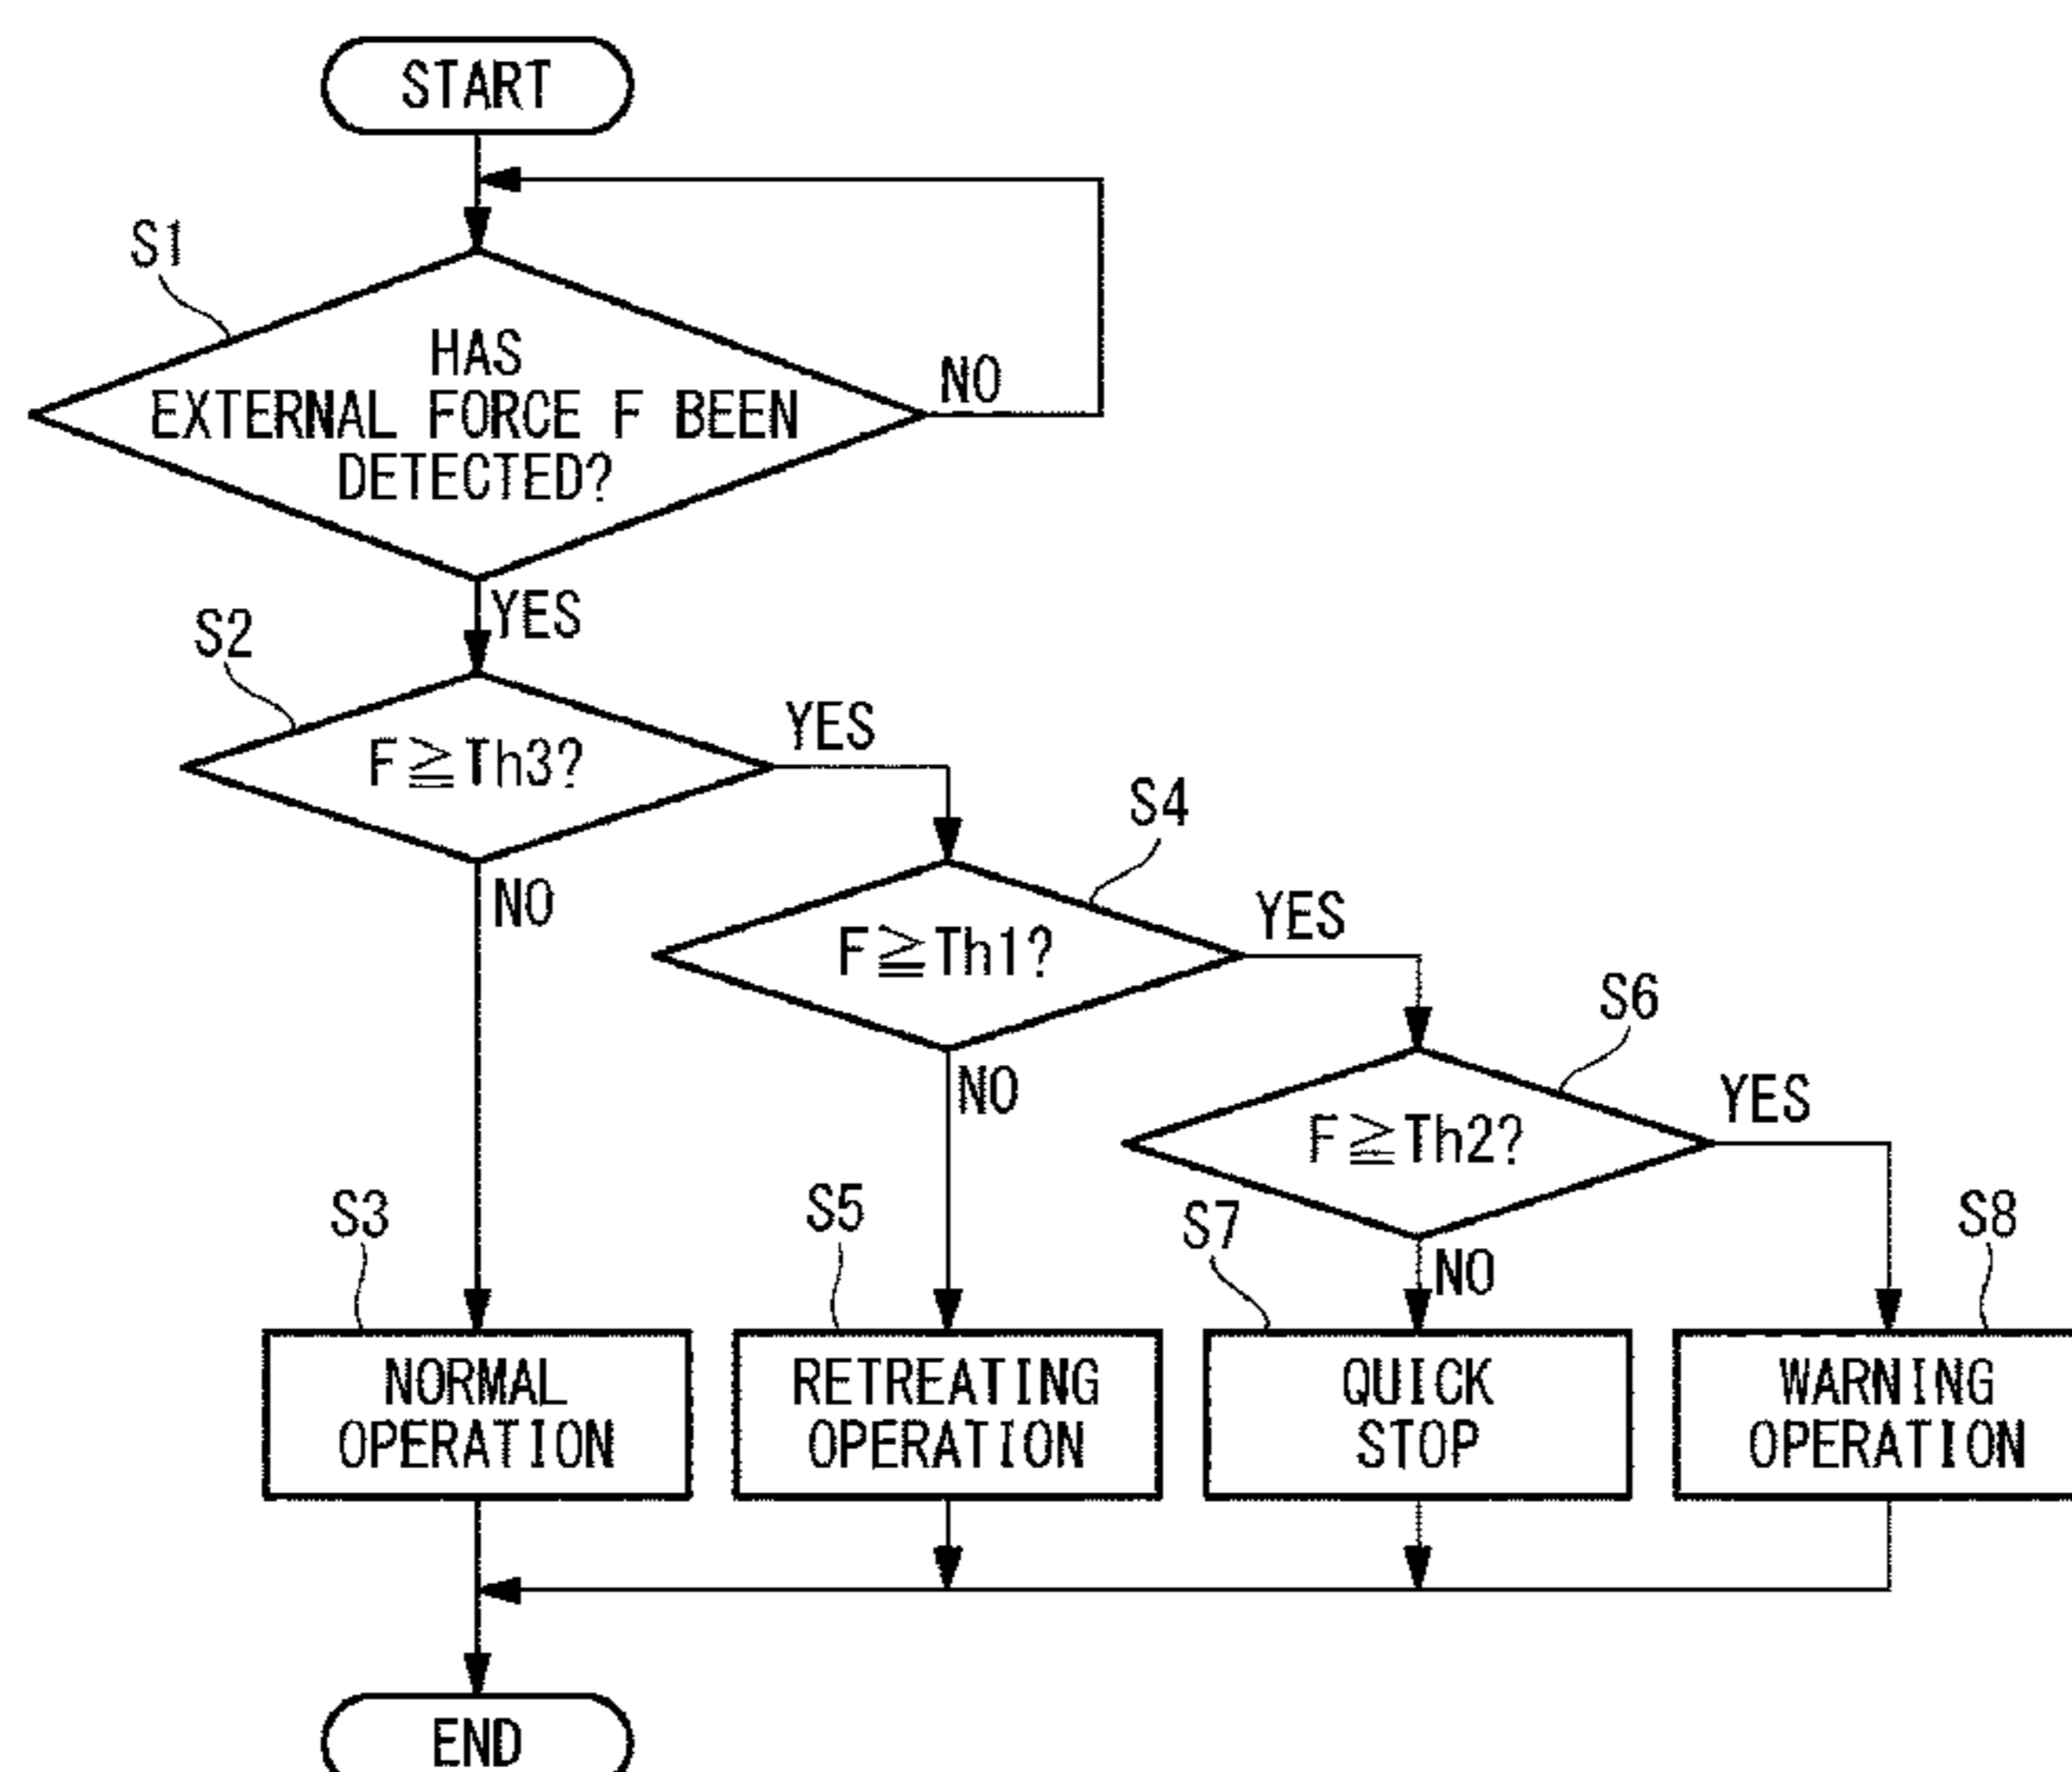 START
S1
HAS
EXTERNAL FORCE F BEEN
DETECTED?
NO
YES
S2
F≧Th3?
YES
NO
S4
F≧Th1?
YES
NO
S6
F≧Th2?
YES
NO
S3
NORMAL
OPERATION
S5
RETREATING
OPERATION
S7
QUICK
STOP
S8
WARNING
OPERATION
END